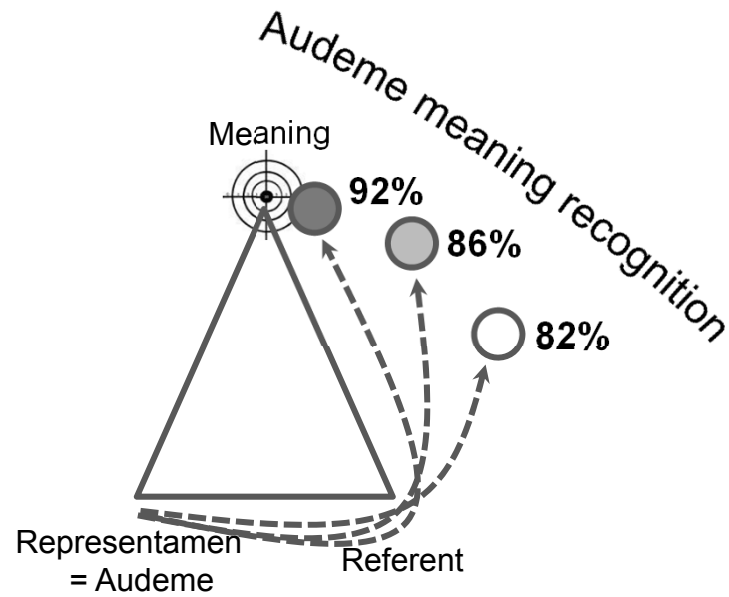 Audeme meaning recognition
Meaning
92%
86%
82%
Representamen
= Audeme
Referent